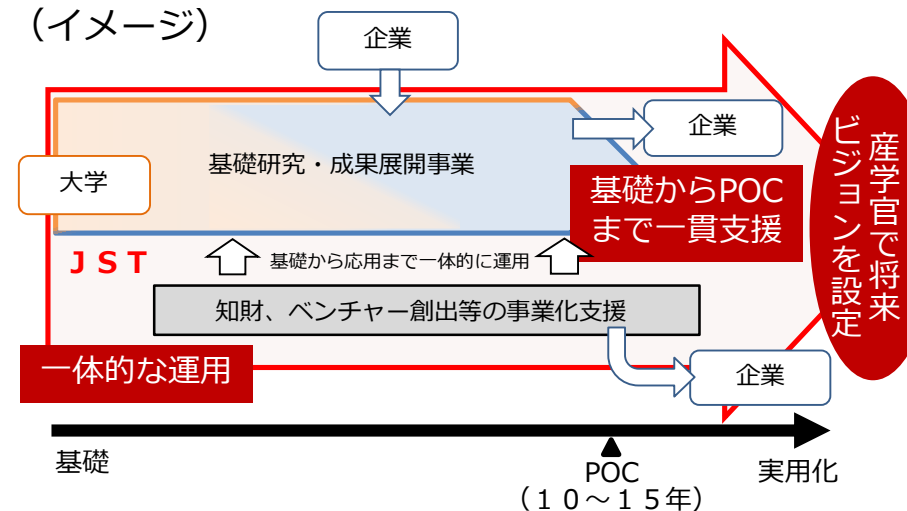 （イメージ）
企業
企業
大学
基礎研究・成果展開事業
基礎からPOC
まで一貫支援
産学官で将来
ビジョンを設定
ＪＳＴ
基礎から応用まで一体的に運用
知財、ベンチャー創出等の事業化支援
一体的な運用
企業
基礎
POC
（１０～１５年）
実用化